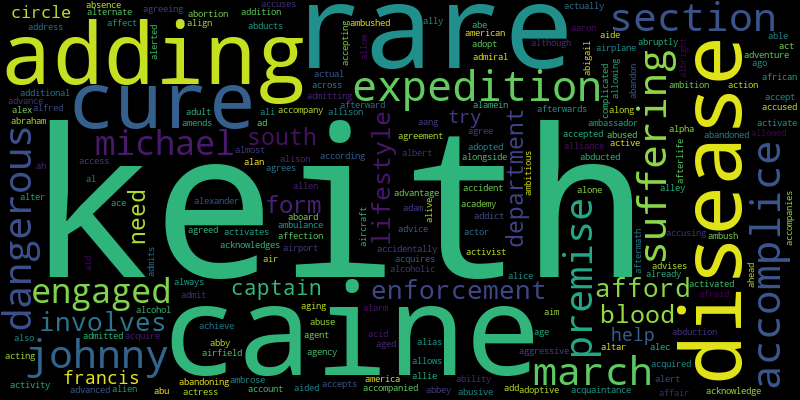 circle alternate absence abortion addition accuses agreeing
address affect align abducts ally abe actually
adding rare section
american adopt although aaron aide airplane abruptly able act
admiral abigail abandon allowing adventure ago african
cure expedition
additional actual across admitting afterward alamein afterwards along ambition action
advance alex alfred abraham
adult ali allison accompany amends ad
aang agreement agree adopted alongside
ambassador accepted abused active abducted
alpha abandoned accept accused activate allowed
keith
michael south try
almost alan alison according albert
access al ace alter ah
agrees allen aboard ambulance affection airport
alexander agreed activates acknowledges air
advantage adam advice accident academy addict actor activist
accidentally acquires alcoholic alice
dangerous need form lifestyle department
disease suffering accomplice premise
alone alley already advises ambush accusing
aircraft alive ambitious alliance afterlife aftermath
accompanies ahead activated afraid
always admit admits aid
engaged captain enforcement afford
alcohol aging achieve alarm aim abduction
involves caine blood
also admitted acquire abuse acid age help
johnny
abby agent aged alias aggressive altar alec
acting airfield agency allows
francis march
abandoning america ability acquired alert
activity advanced alien abu ambrose actress account aided accepts accompanied allie abbey abusive add adoptive acquaintance affair acknowledge
ambushed accepting allow alerted complicated albright